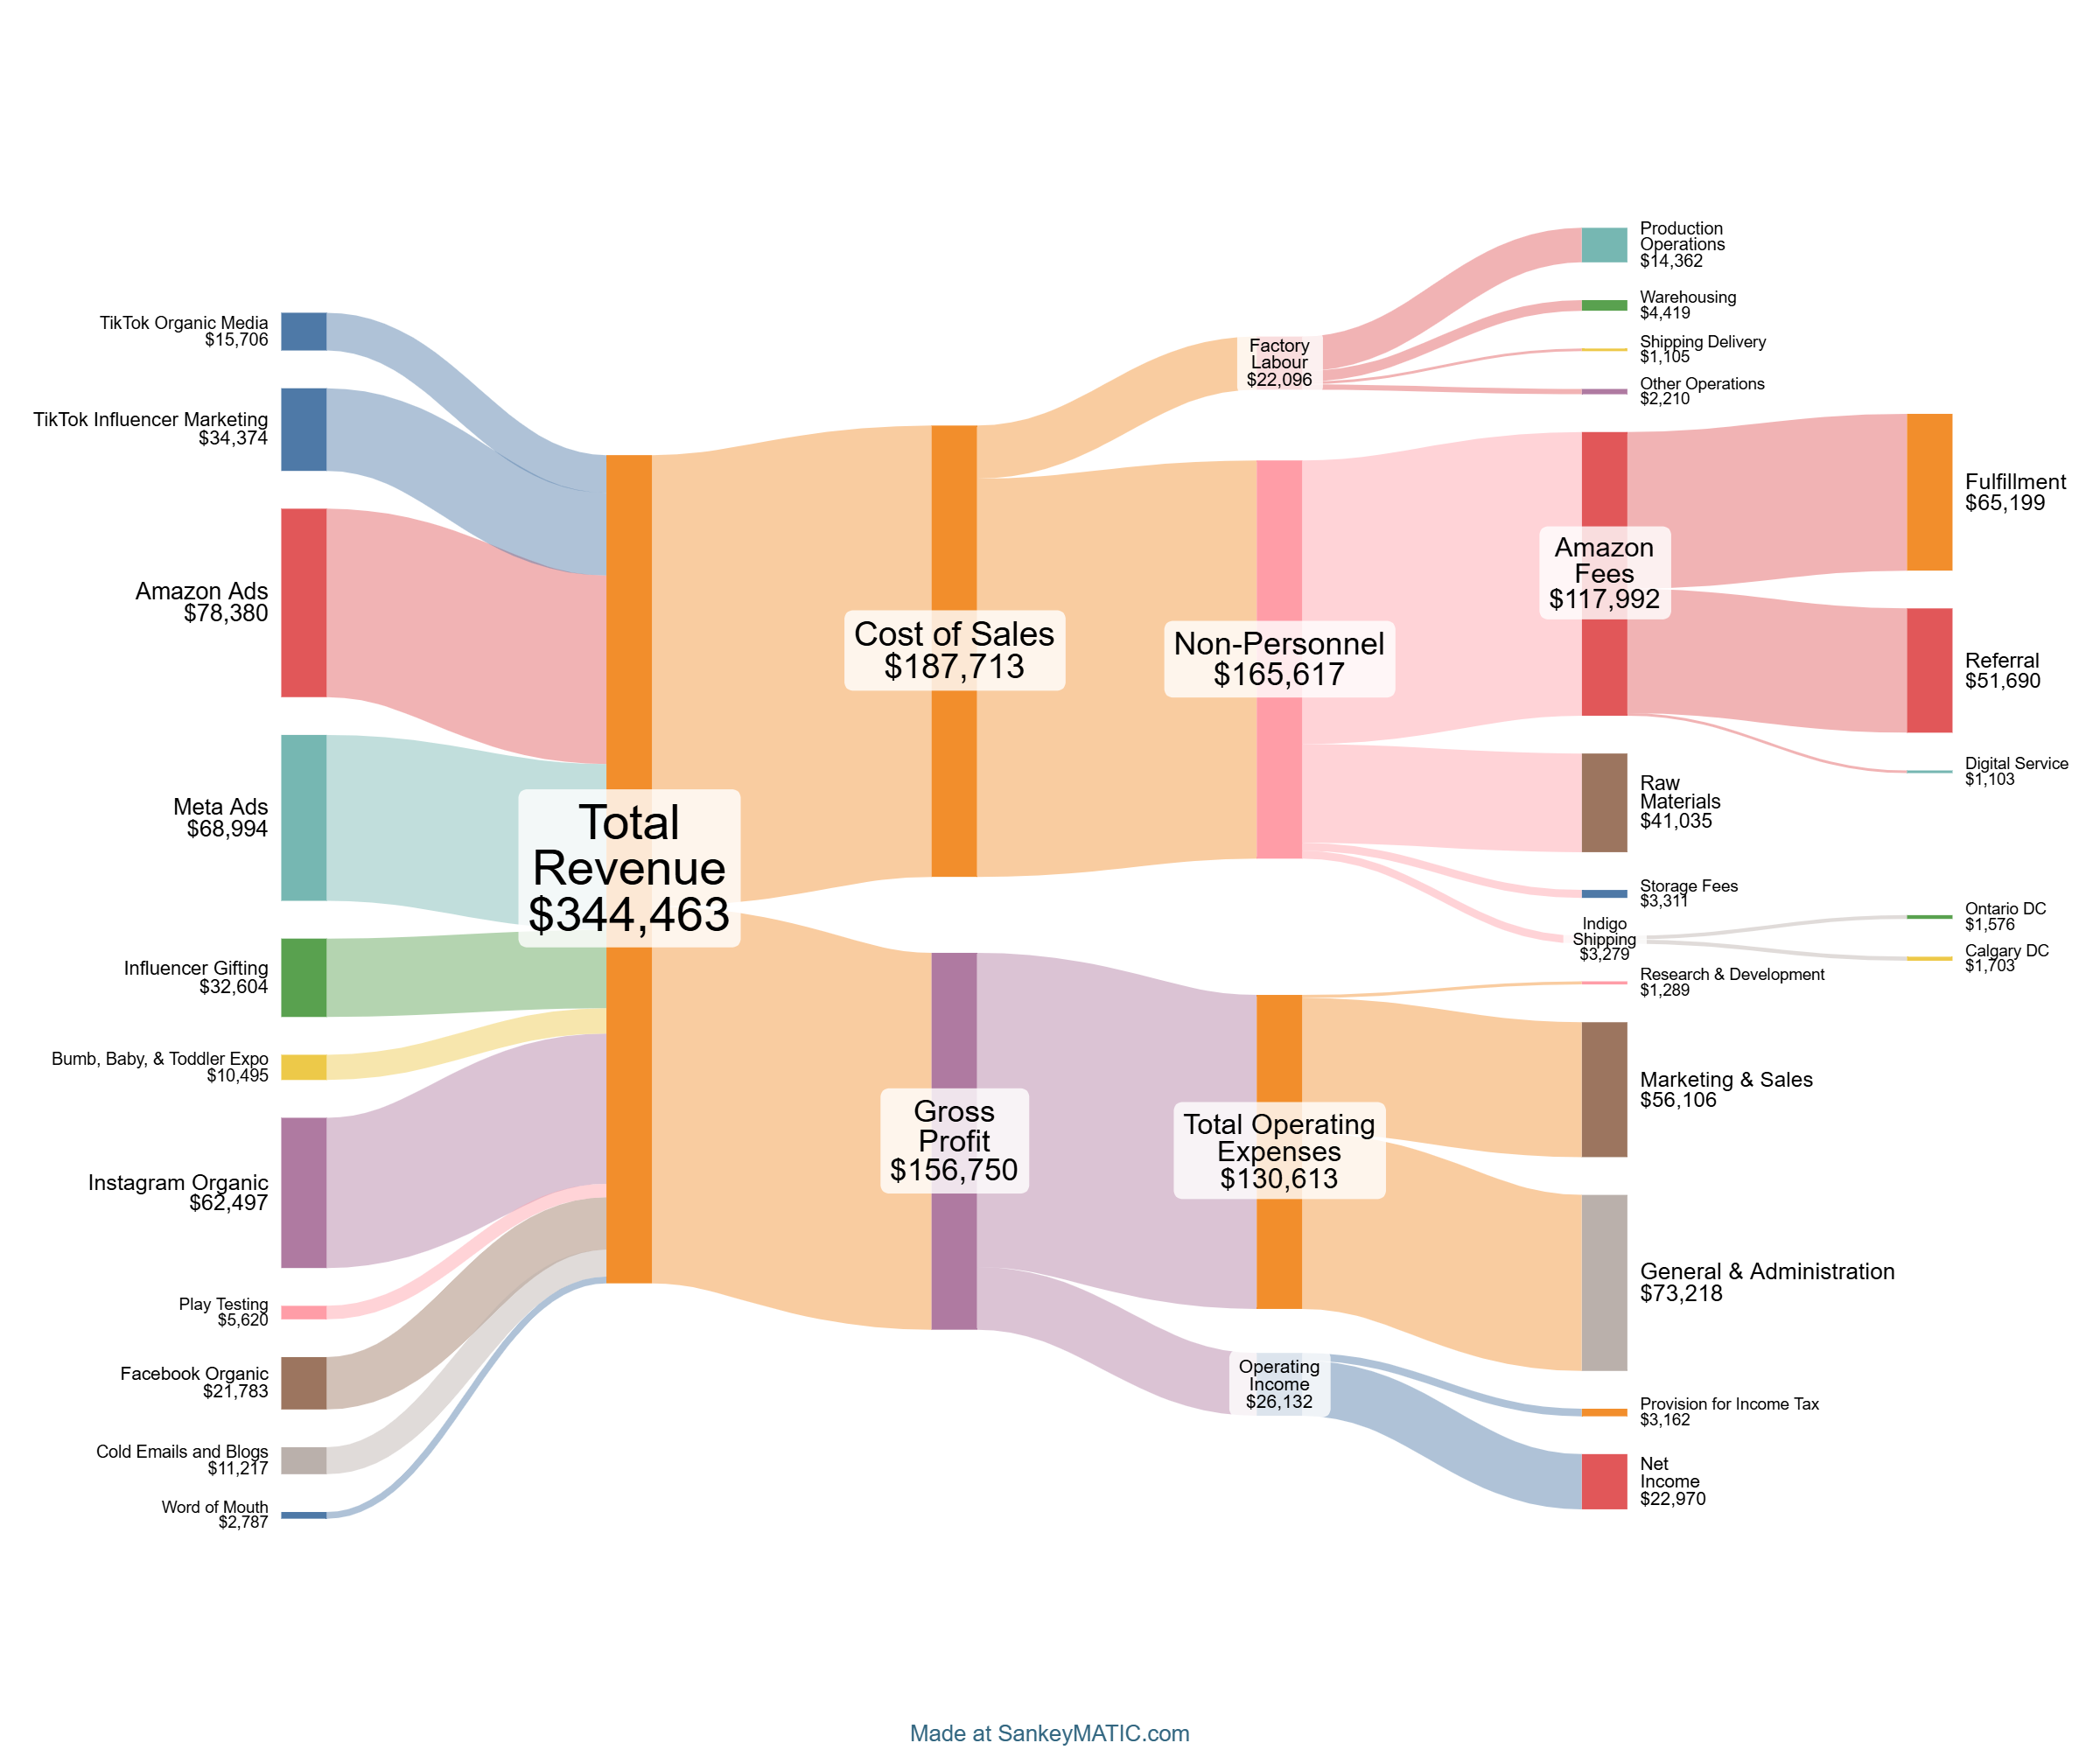 TikTok Organic Media
$15,706
TikTok Influencer Marketing
$34,374
Amazon Ads
$78,380
Meta Ads
$68,994
Influencer Gifting
$32,604
Bumb, Baby, & Toddler Expo
$10,495
Instagram Organic
$62,497
Play Testing
$5,620
Facebook Organic
$21,783
Cold Emails and Blogs
$11,217
Word of Mouth
$2,787
Total
Revenue
$344,463
Cost of Sales
$187,713
Gross
Profit
$156,750
Factory
Labour
$22,096
Non-Personnel
$165,617
Total Operating
Expenses
$130,613
Operating
Income
$26,132
Production
Operations
$14,362
Warehousing
$4,419
Shipping Delivery
$1,105
Other Operations
$2,210
Amazon
Fees
$117,992
Raw
Materials
$41,035
Storage Fees
$3,311
Indigo
Shipping
$3,279
Research & Development
$1,289
Marketing & Sales
$56,106
General & Administration
$73,218
Provision for Income Tax
$3,162
Net
Income
$22,970
Fulfillment
$65,199
Referral
$51,690
Digital Service
$1,103
Ontario DC
$1,576
Calgary DC
$1,703
Made at SankeyMATIC.com